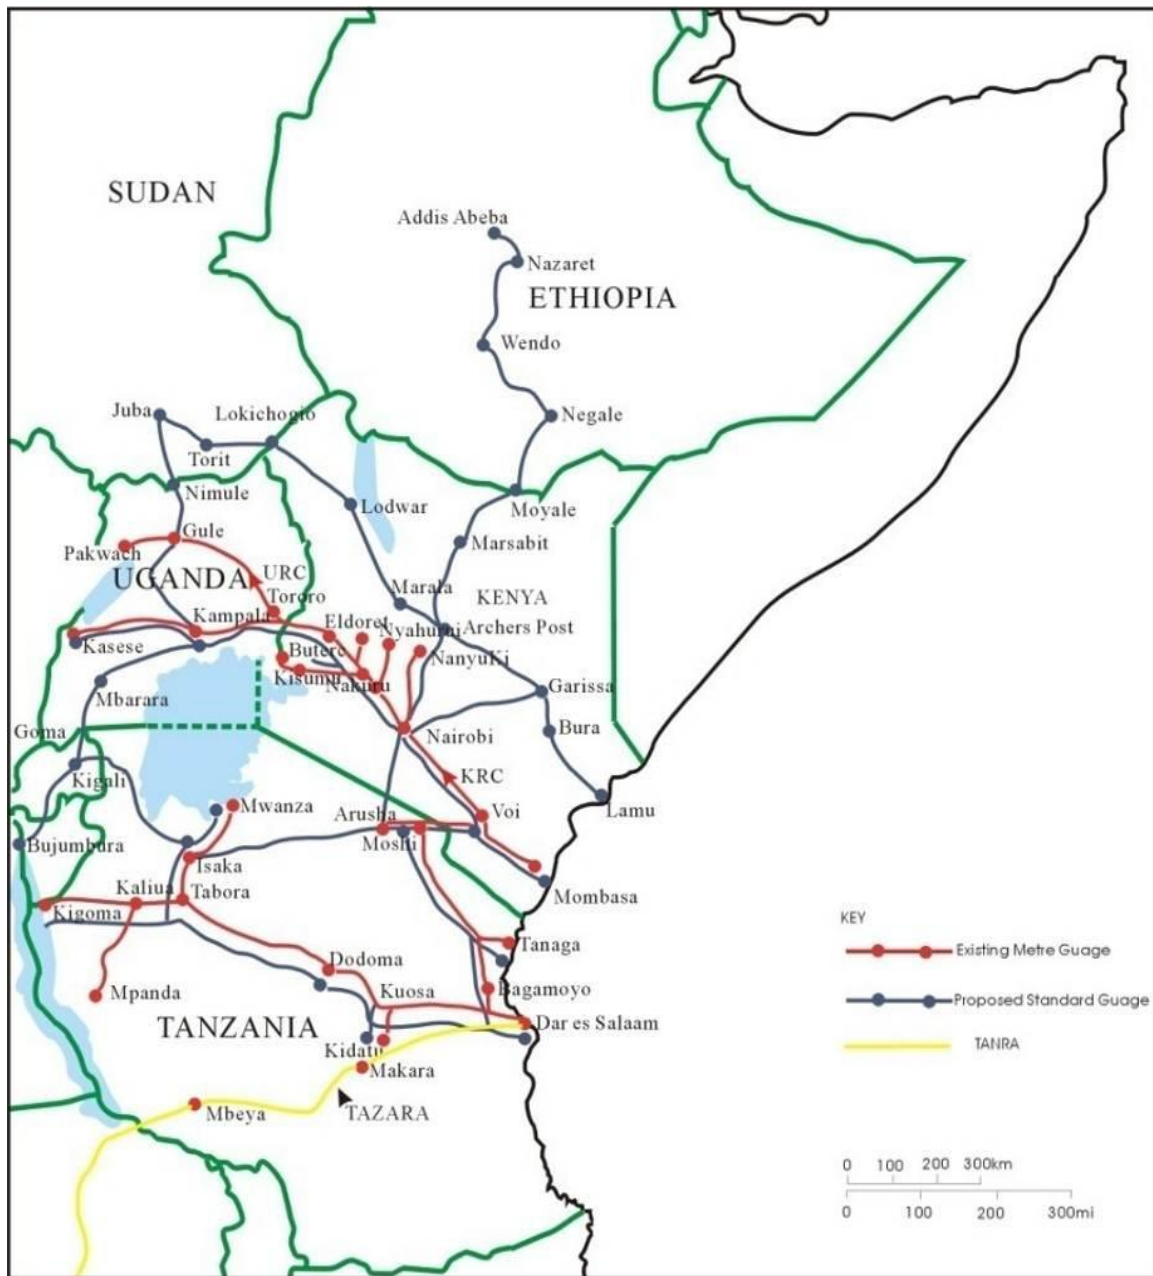 SUDAN
Addis Abeba
Nazaret
ETHIOPIA
Wendo
Juba
Lokichogio
Negale
Torit
Nimule
Lodwar
Moyale
Gule
Marsabit
Pakwach
UGANDA
URC
Tororo
Marala
KENYA
Kampala
Eldoret
Nyahurui
Archers Post
Kasese
Butere
NanyuKi
Kisumu
Nakuru
Mbarara
Garissa
Goma
Nairobi
Bura
Kigali
KRC
Mwanza
Arusha
Voi
Lamu
Bujumbura
Moshi
Isaka
Mombasa
Kaliua
Tabora
Kigoma
KEY
Tanaga
Existing Metre Guage
Dodoma
Mpanda
Kuosa
Bagamoyo
Proposed Standard Guage
TANZANIA
Dar es Salaam
Kidatu
TANRA
Makara
Mbeya
TAZARA
0 100 200 300km
0 100 200 300mi